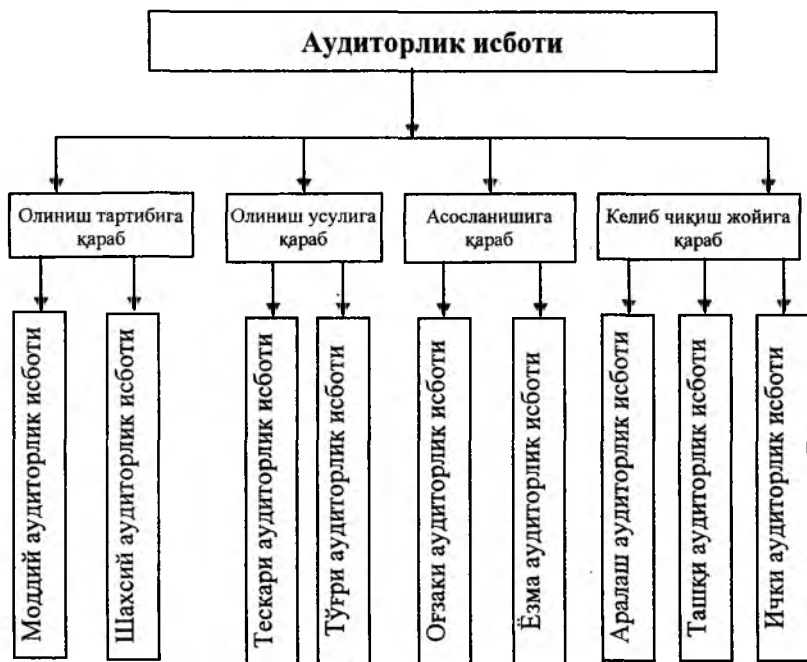 Аудиторлик исботи
Олиниш тартибига
қараб
Олиниш усулига
қараб
Асосланишига
қараб
Келиб чиқиш жойига
қараб
Моддий аудиторлик исботи
Шахсий аудиторлик исботи
Тескари аудиторлик исботи
Тўғри аудиторлик исботи
Оғзаки аудиторлик исботи
Ёзма аудиторлик исботи
Аралаш аудиторлик исботи
Ташқи аудиторлик исботи
Ички аудиторлик исботи